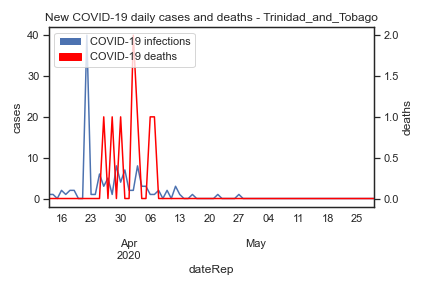 New COVID-19 daily cases and deaths - Trinidad_and_Tobago
COVID-19 infections
COVID-19 deaths
40
30
20
10
0
cases
2.0
1.5
1.0
0.5
0.0
deaths
16 23 30 06 13 20 27 04 11 18 25
Apr May
2020
dateRep